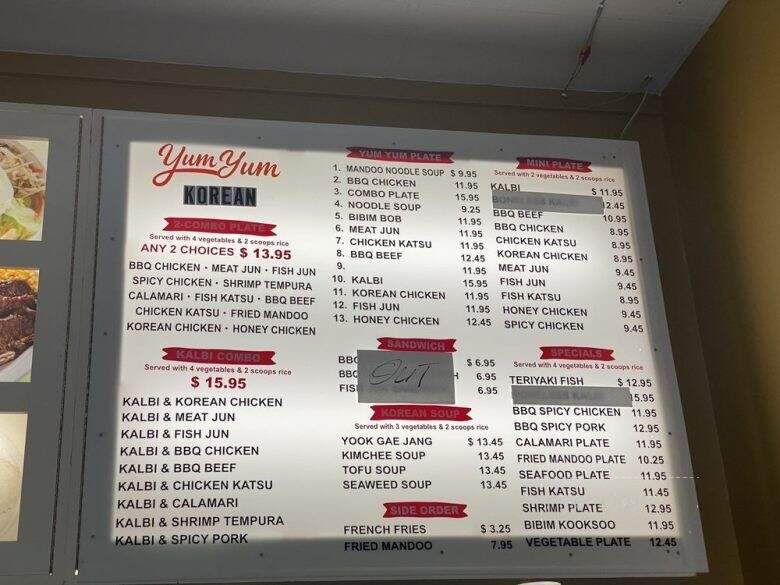 Yum Yum
KOREAN
2-COMBO PLATE
Served with 4 vegetables & 2 scoops rice
ANY 2 CHOICES $ 13.95
BBQ CHICKEN • MEAT JUN • FISH JUN
SPICY CHICKEN • SHRIMP TEMPURA
CALAMARI • FISH KATSU • BBQ BEEF
CHICKEN KATSU • FRIED MANDOO
KOREAN CHICKEN • HONEY CHICKEN
KALBI COMBO
Served with 4 vegetables & 2 scoops rice
$ 15.95
KALBI & KOREAN CHICKEN
KALBI & MEAT JUN
KALBI & FISH JUN
KALBI & BBQ CHICKEN
KALBI & BBQ BEEF
KALBI & CHICKEN KATSU
KALBI & CALAMARI
KALBI & SHRIMP TEMPURA
KALBI & SPICY PORK
YUM YUM PLATE
1. MANDOO NOODLE SOUP $ 9.95
2. BBQ CHICKEN 11.95
3. COMBO PLATE 15.95
4. NOODLE SOUP 9.25
5. BIBIM BOB 11.95
6. MEAT JUN 11.95
7. CHICKEN KATSU 11.95
8. BBQ BEEF 12.45
9. 11.95
10. KALBI 15.95
11. KOREAN CHICKEN 11.95
12. FISH JUN 11.95
13. HONEY CHICKEN 12.45
SANDWICH
BBQ $ 6.95
BBQ H 6.95
FIS 6.95
OUT
KOREAN SOUP
Served with 3 vegetables & 2 scoops rice
YOOK GAE JANG $ 13.45
KIMCHEE SOUP 13.45
TOFU SOUP 13.45
SEAWEED SOUP 13.45
SIDE ORDER
FRENCH FRIES $ 3.25
FRIED MANDOO 7.95
MINI PLATE
Served with 2 vegetables & 2 scoops rice
KALBI $ 11.95
BONELESS KALBI 12.45
BBQ BEEF 10.95
BBQ CHICKEN 8.95
CHICKEN KATSU 8.95
KOREAN CHICKEN 8.95
MEAT JUN 9.45
FISH JUN 9.45
FISH KATSU 8.95
HONEY CHICKEN 9.45
SPICY CHICKEN 9.45
SPECIALS
Served with 4 vegetables & 2 scoops rice
TERIYAKI FISH $ 12.95
BONELESS KALBI 15.95
BBQ SPICY CHICKEN 11.95
BBQ SPICY PORK 12.95
CALAMARI PLATE 11.95
FRIED MANDOO PLATE 10.25
SEAFOOD PLATE 11.95
FISH KATSU 11.45
SHRIMP PLATE 12.95
BIBIM KOOKSOO 11.95
VEGETABLE PLATE 12.45